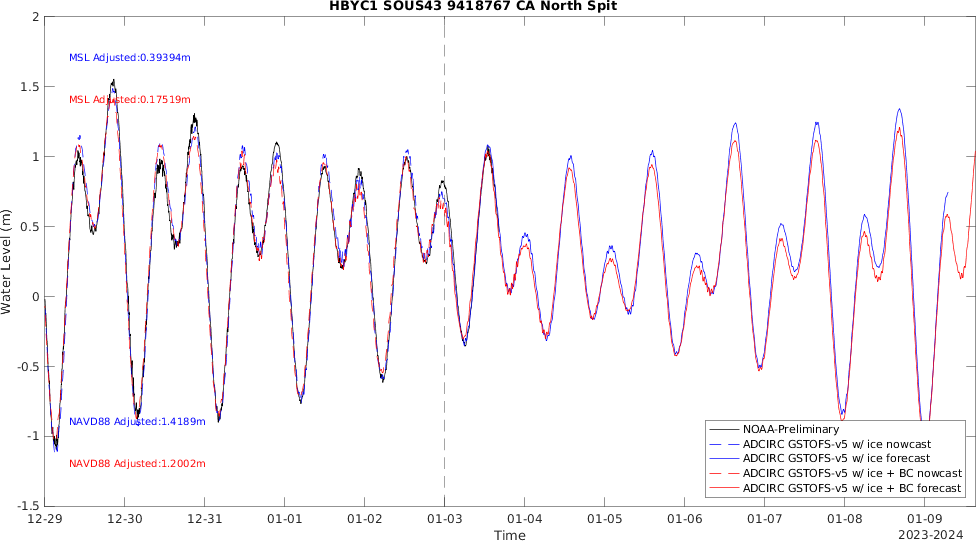 HBYC1 SOUS43 9418767 CA North Spit
2
1.5
1
0.5
0
-0.5
-1
-1.5
Water Level (m)
MSL Adjusted:0.39394m
MSL Adjusted:0.17519m
NAVD88 Adjusted:1.4189m
NAVD88 Adjusted:1.2002m
NOAA-Preliminary
ADCIRC GSTOFS-v5 w/ ice nowcast
ADCIRC GSTOFS-v5 w/ ice forecast
ADCIRC GSTOFS-v5 w/ ice + BC nowcast
ADCIRC GSTOFS-v5 w/ ice + BC forecast
12-29 12-30 12-31 01-01 01-02 01-03 01-04 01-05 01-06 01-07 01-08 01-09
Time
2023-2024